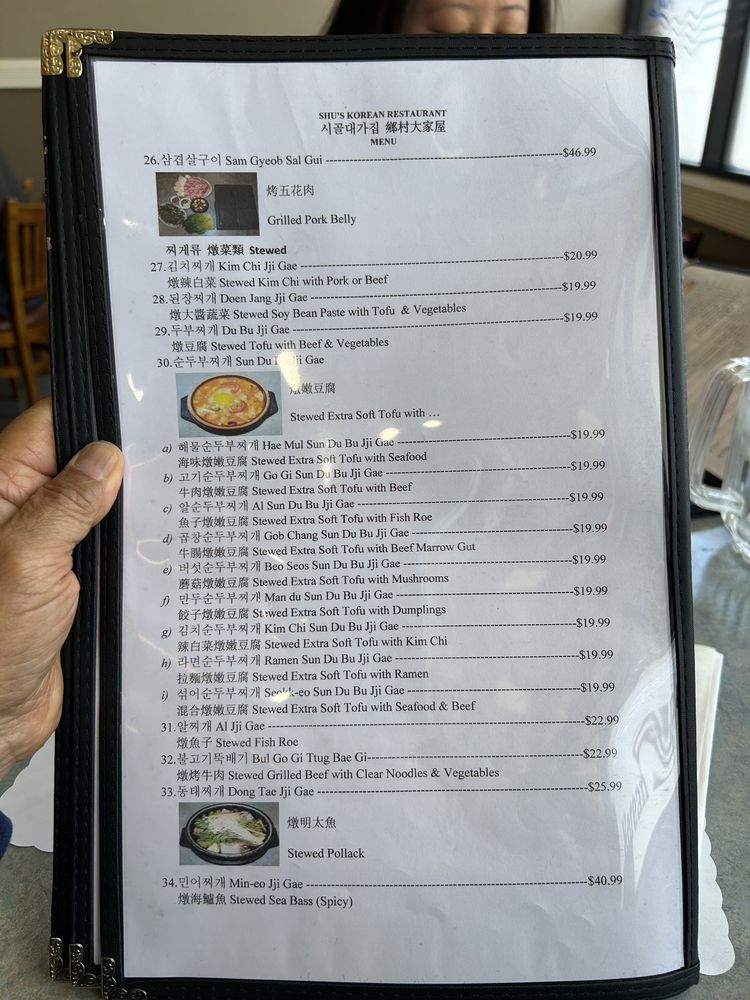 SHU'S KOREAN RESTAURANT
시골대가집 鄉村大家屋
MENU
26.삼겹살구이 Sam Gyeob Sal Gui ---$46.99
烤五花肉
Grilled Pork Belly
찌게류 燉菜類 Stewed
27.김치찌개 Kim Chi Jji Gae ---$20.99
燉辣白菜 Stewed Kim Chi with Pork or Beef
28.된장찌개 Doen Jang Jji Gae ---$19.99
燉大醬蔬菜 Stewed Soy Bean Paste with Tofu & Vegetables
29.두부찌개 Du Bu Jji Gae ---$19.99
燉豆腐 Stewed Tofu with Beef & Vegetables
30.순두부찌개 Sun Du Jji Gae
燉嫩豆腐
Stewed Extra Soft Tofu with …
a) 해물순두부찌개 Hae Mul Sun Du Bu Jji Gae ---$19.99
海味燉嫩豆腐 Stewed Extra Soft Tofu with Seafood
b) 고기순두부찌개 Go Gi Sun Du Bu Jji Gae ---$19.99
牛肉燉嫩豆腐 Stewed Extra Soft Tofu with Beef
c) 알순두부찌개 Al Sun Du Bu Jji Gae ---$19.99
魚子燉嫩豆腐 Stewed Extra Soft Tofu with Fish Roe
d) 곱창순두부찌개 Gob Chang Sun Du Bu Jji Gae ---$19.99
牛腸燉嫩豆腐 Stewed Extra Soft Tofu with Beef Marrow Gut
e) 버섯순두부찌개 Beo Seos Sun Du Bu Jji Gae ---$19.99
蘑菇燉嫩豆腐 Stewed Extra Soft Tofu with Mushrooms
f) 만두순두부찌개 Man du Sun Du Bu Jji Gae ---$19.99
餃子燉嫩豆腐 Stewed Extra Soft Tofu with Dumplings
g) 김치순두부찌개 Kim Chi Sun Du Bu Jji Gae ---$19.99
辣白菜燉嫩豆腐 Stewed Extra Soft Tofu with Kim Chi
h) 라면순두부찌개 Ramen Sun Du Bu Jji Gae ---$19.99
拉麵燉嫩豆腐 Stewed Extra Soft Tofu with Ramen
i) 섞어순두부찌개 Seokk-eo Sun Du Bu Jji Gae ---$19.99
混合燉嫩豆腐 Stewed Extra Soft Tofu with Seafood & Beef
31.알찌개 Al Jji Gae ---$22.99
燉魚子 Stewed Fish Roe
32.불고기뚝배기 Bul Go Gi Ttug Bae Gi---$22.99
燉烤牛肉 Stewed Grilled Beef with Clear Noodles & Vegetables
33.동태찌개 Dong Tae Jji Gae ---$25.99
燉明太魚
Stewed Pollack
34.민어찌개 Min-eo Jji Gae ---$40.99
燉海鱸魚 Stewed Sea Bass (Spicy)